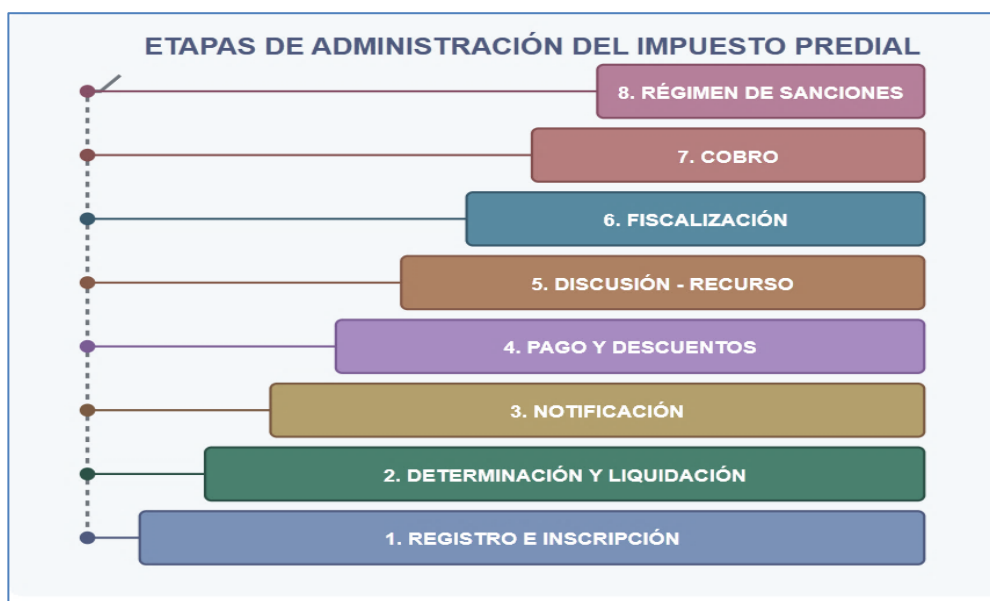 ETAPAS DE ADMINISTRACIÓN DEL IMPUESTO PREDIAL
8. RÉGIMEN DE SANCIONES
7. COBRO
6. FISCALIZACIÓN
5. DISCUSIÓN - RECURSO
4. PAGO Y DESCUENTOS
3. NOTIFICACIÓN
2. DETERMINACIÓN Y LIQUIDACIÓN
1. REGISTRO E INSCRIPCIÓN